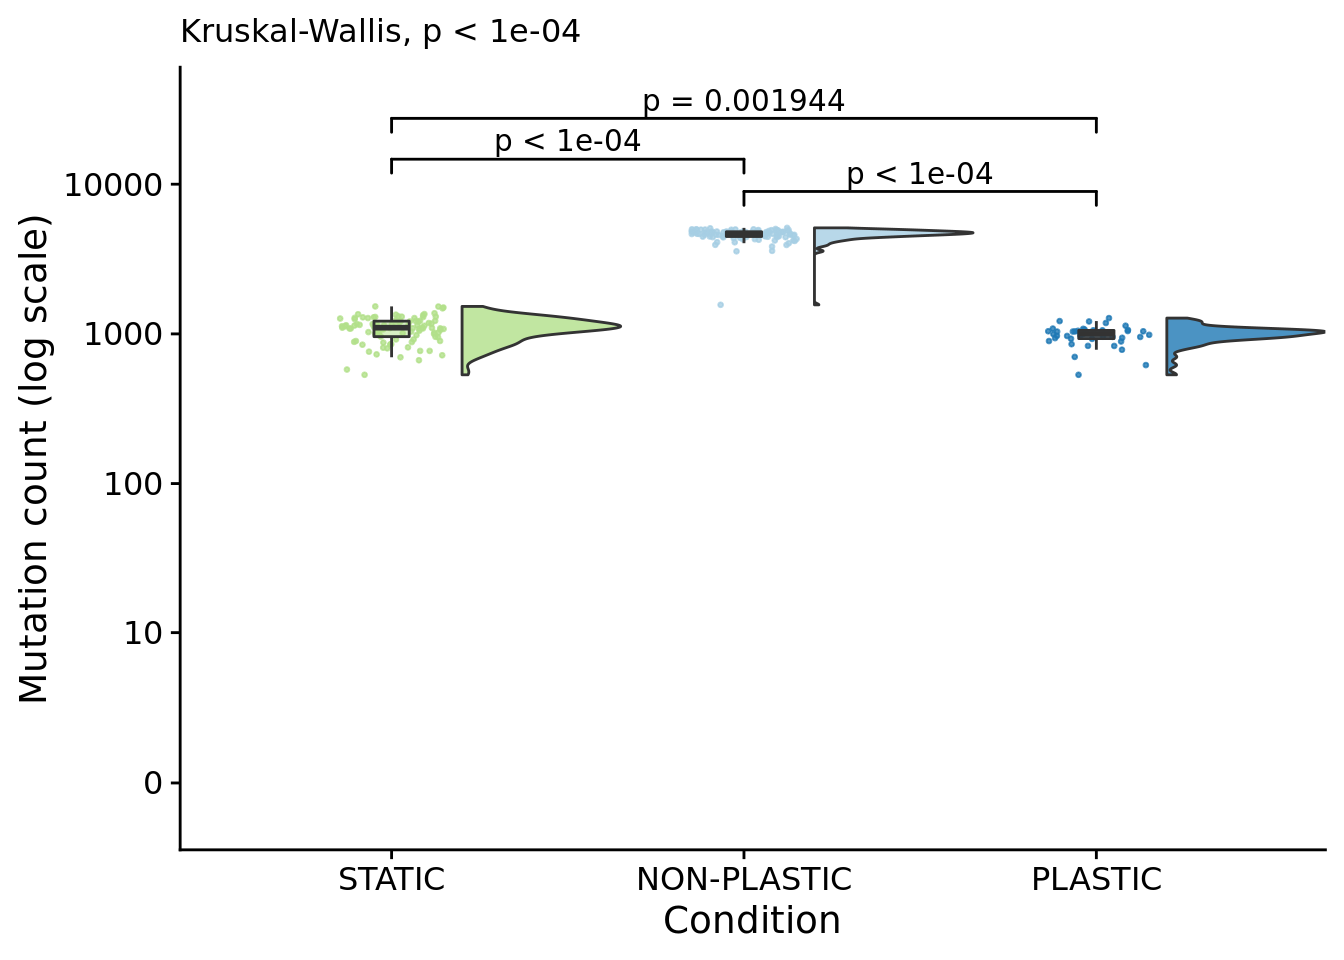 Kruskal-Wallis, p < 1e-04
p = 0.001944
p < 1e-04
p < 1e-04
10000
1000
100
10
0
Mutation count (log scale)
STATIC
NON-PLASTIC
PLASTIC
Condition